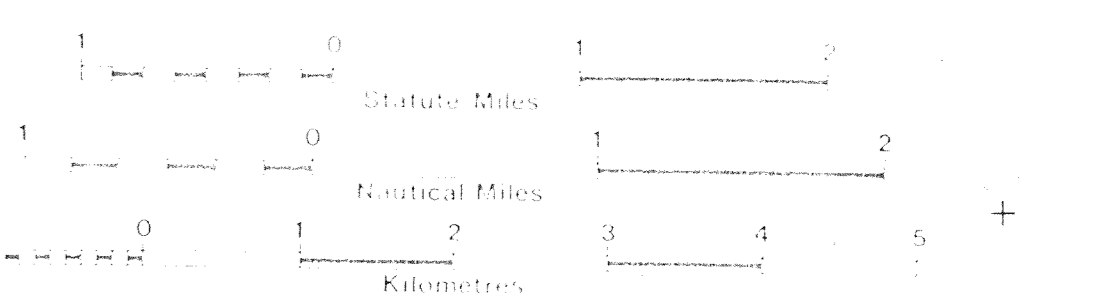 1 0 1 2
Statute Miles
1 0 1 2
Nautical Miles
0 1 2 3 4 5
Kilometres